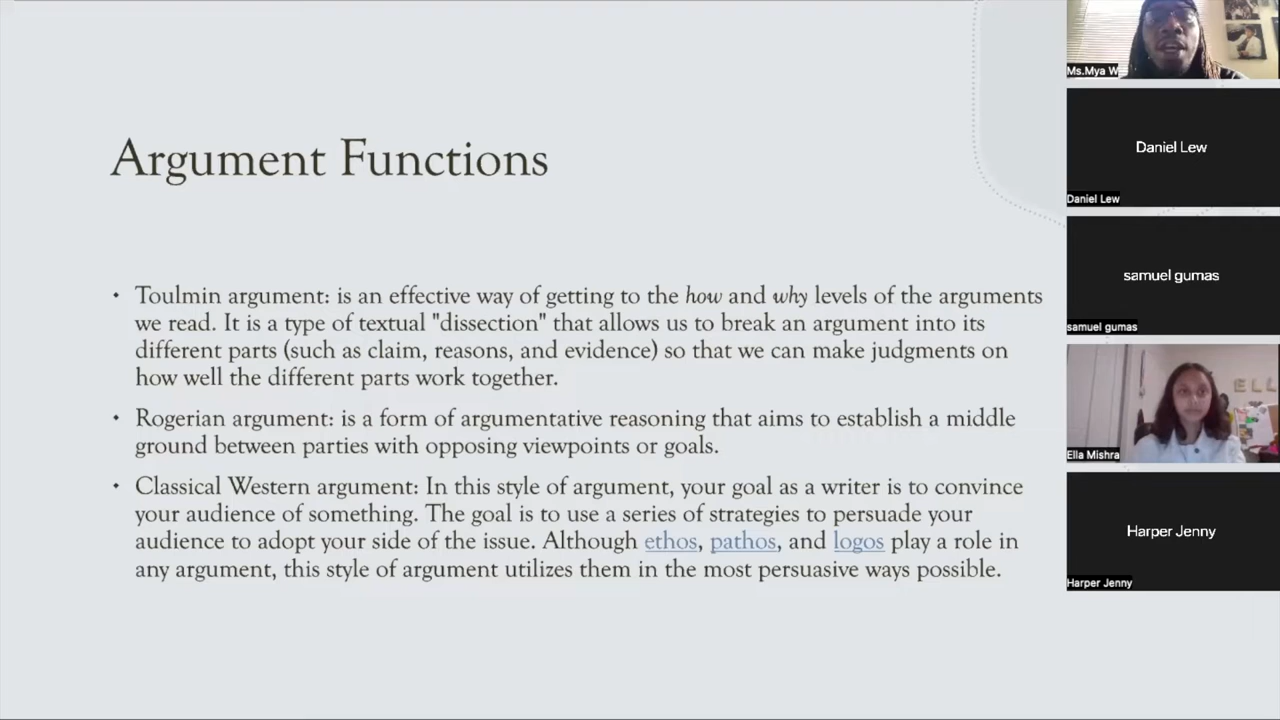 Argument Functions
• Toulmin argument: is an effective way of getting to the how and why levels of the arguments
we read. It is a type of textual "dissection" that allows us to break an argument into its
different parts (such as claim, reasons, and evidence) so that we can make judgments on
how well the different parts work together.
• Rogerian argument: is a form of argumentative reasoning that aims to establish a middle
ground between parties with opposing viewpoints or goals.
• Classical Western argument: In this style of argument, your goal as a writer is to convince
your audience of something. The goal is to use a series of strategies to persuade your
audience to adopt your side of the issue. Although ethos, pathos, and logos play a role in
any argument, this style of argument utilizes them in the most persuasive ways possible.
Ms.Mya W
Daniel Lew
Daniel Lew
samuel gumas
samuel gumas
ELL
Ella Mishra
Harper Jenny
Harper Jenny